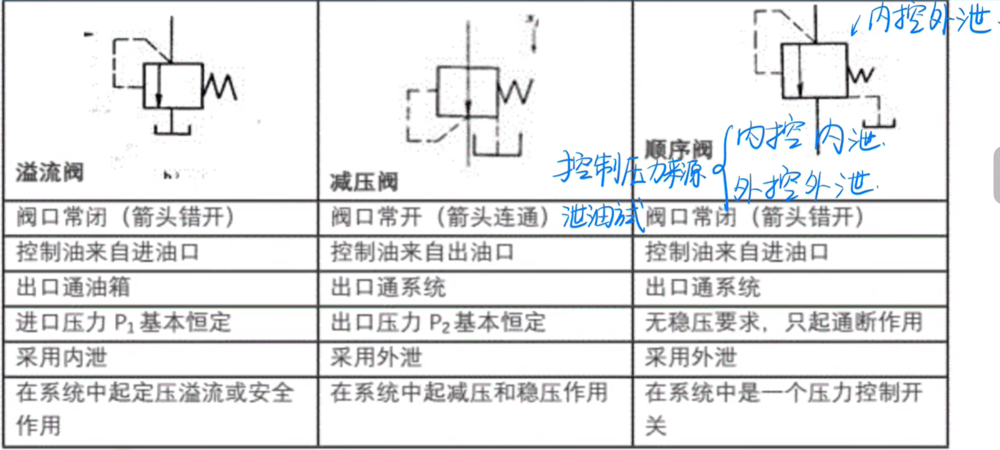 内控外泄.
溢流阀
减压阀
顺序阀
控制压力来源
内控内泄.
外控外泄.
泄油方式
阀口常闭（箭头错开）
阀口常开（箭头连通）
阀口常闭（箭头错开）
控制油来自进油口
控制油来自出油口
控制油来自进油口
出口通油箱
出口通系统
出口通系统
进口压力 P₁基本恒定
出口压力 P₂基本恒定
无稳压要求，只起通断作用
采用内泄
采用外泄
采用外泄
在系统中起定压溢流或安全
作用
在系统中起减压和稳压作用
在系统中是一个压力控制开
关